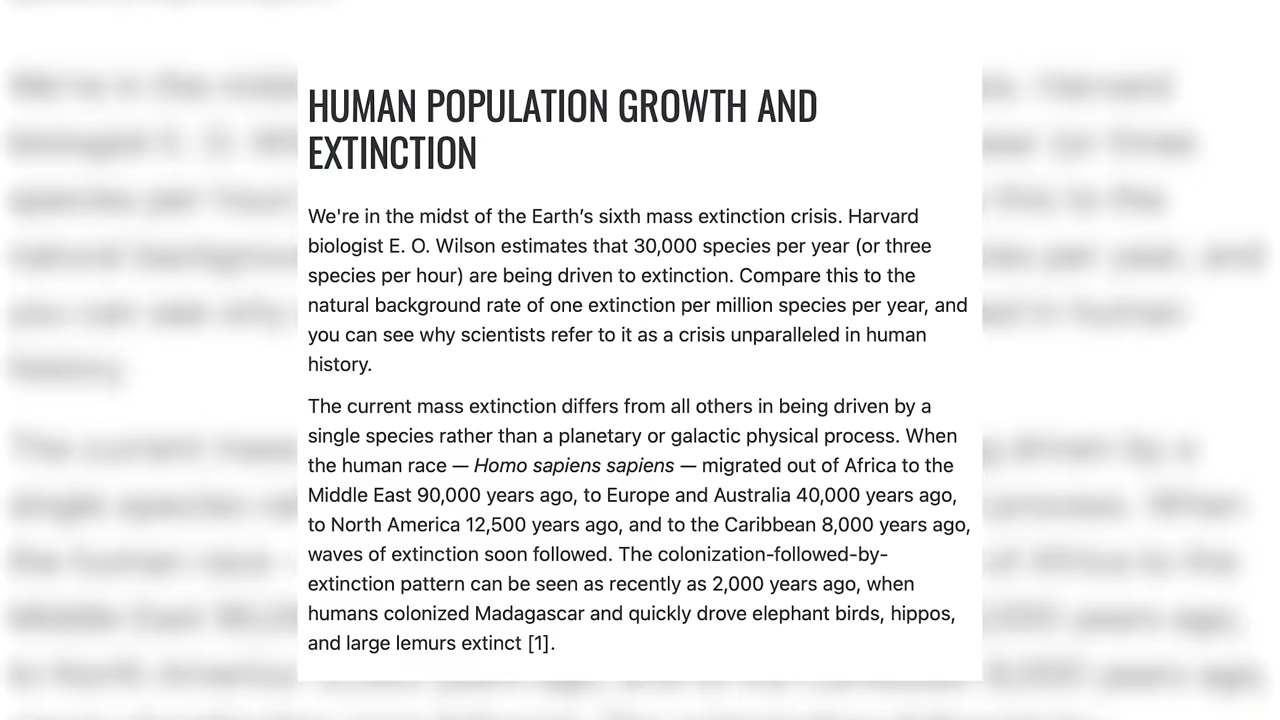 HUMAN POPULATION GROWTH AND
EXTINCTION
We're in the midst of the Earth’s sixth mass extinction crisis. Harvard
biologist E. O. Wilson estimates that 30,000 species per year (or three
species per hour) are being driven to extinction. Compare this to the
natural background rate of one extinction per million species per year, and
you can see why scientists refer to it as a crisis unparalleled in human
history.
The current mass extinction differs from all others in being driven by a
single species rather than a planetary or galactic physical process. When
the human race — Homo sapiens sapiens — migrated out of Africa to the
Middle East 90,000 years ago, to Europe and Australia 40,000 years ago,
to North America 12,500 years ago, and to the Caribbean 8,000 years ago,
waves of extinction soon followed. The colonization-followed-by-
extinction pattern can be seen as recently as 2,000 years ago, when
humans colonized Madagascar and quickly drove elephant birds, hippos,
and large lemurs extinct [1].